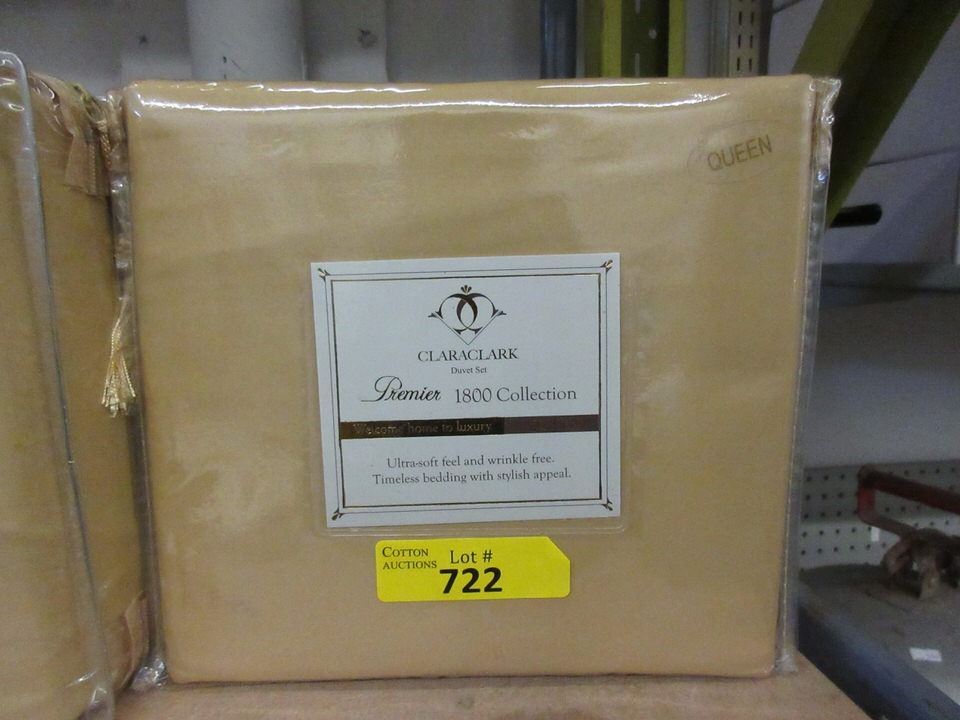 QUEEN
CLARACLARK
Duvet Set
Premier 1800 Collection
Welcome home to luxury
Ultra-soft feel and wrinkle free.
Timeless bedding with stylish appeal.
COTTON
AUCTIONS
Lot #
722